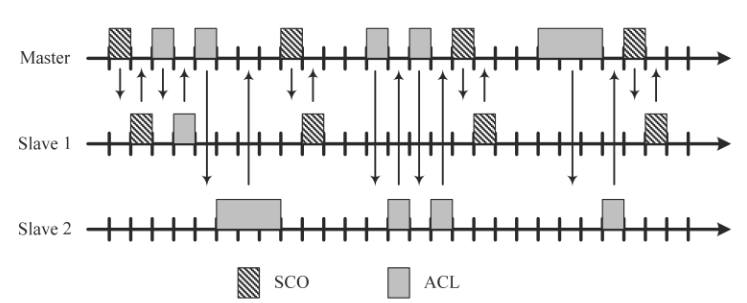 Master
Slave 1
Slave 2
SCO
ACL